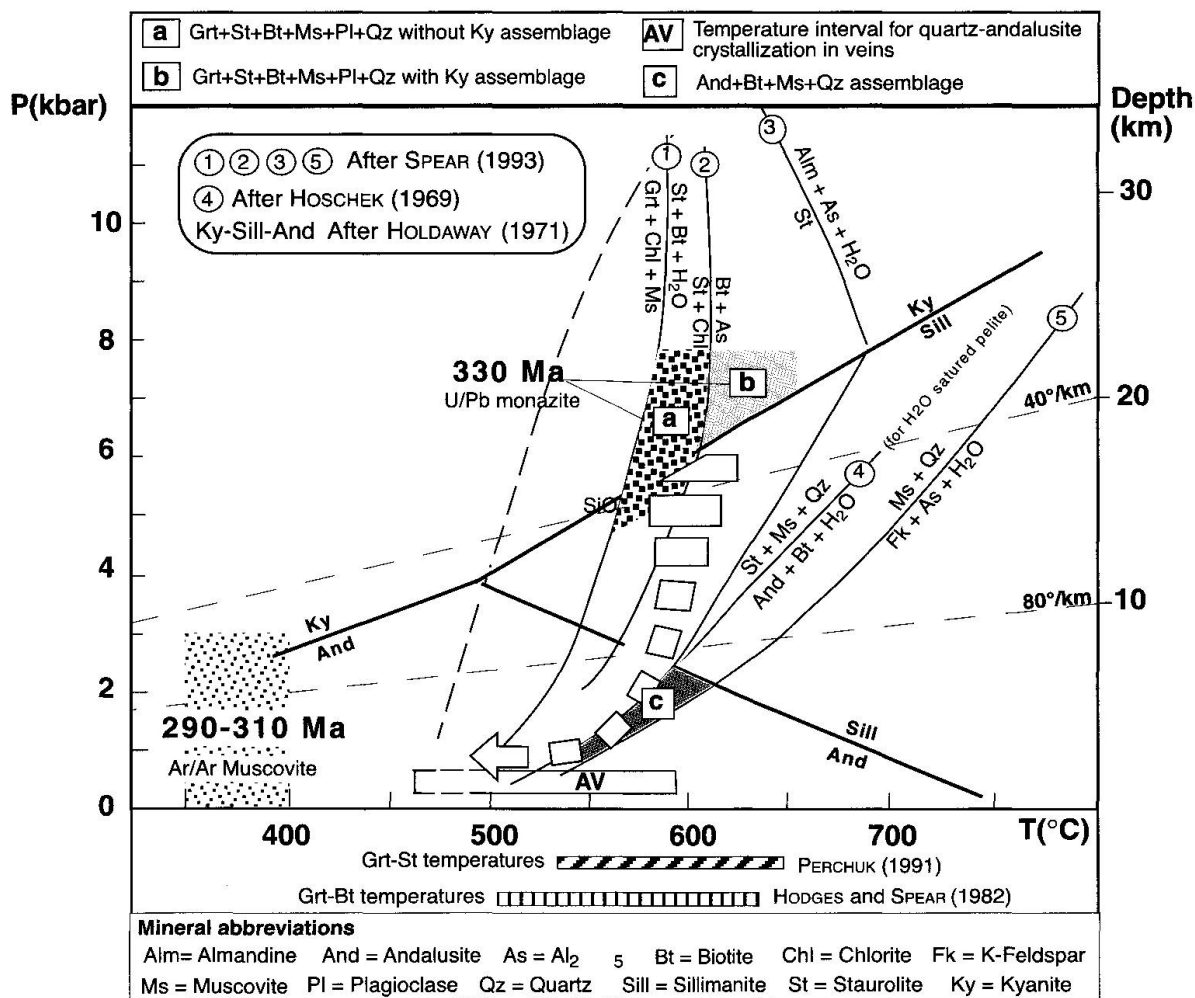 a Grt+St+Bt+Ms+Pl+Qz without Ky assemblage
b Grt+St+Bt+Ms+Pl+Qz with Ky assemblage
AV Temperature interval for quartz-andalusite
crystallization in veins
c And+Bt+Ms+Qz assemblage
P(kbar)
Depth
(km)
1 2 3 5 After SPEAR (1993)
4 After HOSCHEK (1969)
Ky-Sill-And After HOLDAWAY (1971)
1
2
3
Grt + Chl + Ms
St + Bt + H2O
St + Chl
Bt + As
Alm + As + H2O
St
30
10
Ky
Sill
8
330 Ma
U/Pb monazite
b
a
5
(for H2O satured pelite)
40°/km
20
6
4
SiO
Ms + Qz
Fk + As + H2O
St + Ms + Qz
And + Bt + H2O
4
Ky
And
80°/km
10
2
c
290-310 Ma
Ar/Ar Muscovite
Sill
And
AV
0
400
500
600
700
T(°C)
Grt-St temperatures
PERCHUK (1991)
Grt-Bt temperatures
HODGES and SPEAR (1982)
Mineral abbreviations
Alm= Almandine And = Andalusite As = Al2 5 Bt = Biotite Chl = Chlorite Fk = K-Feldspar
Ms = Muscovite Pl = Plagioclase Qz = Quartz Sill = Sillimanite St = Staurolite Ky = Kyanite